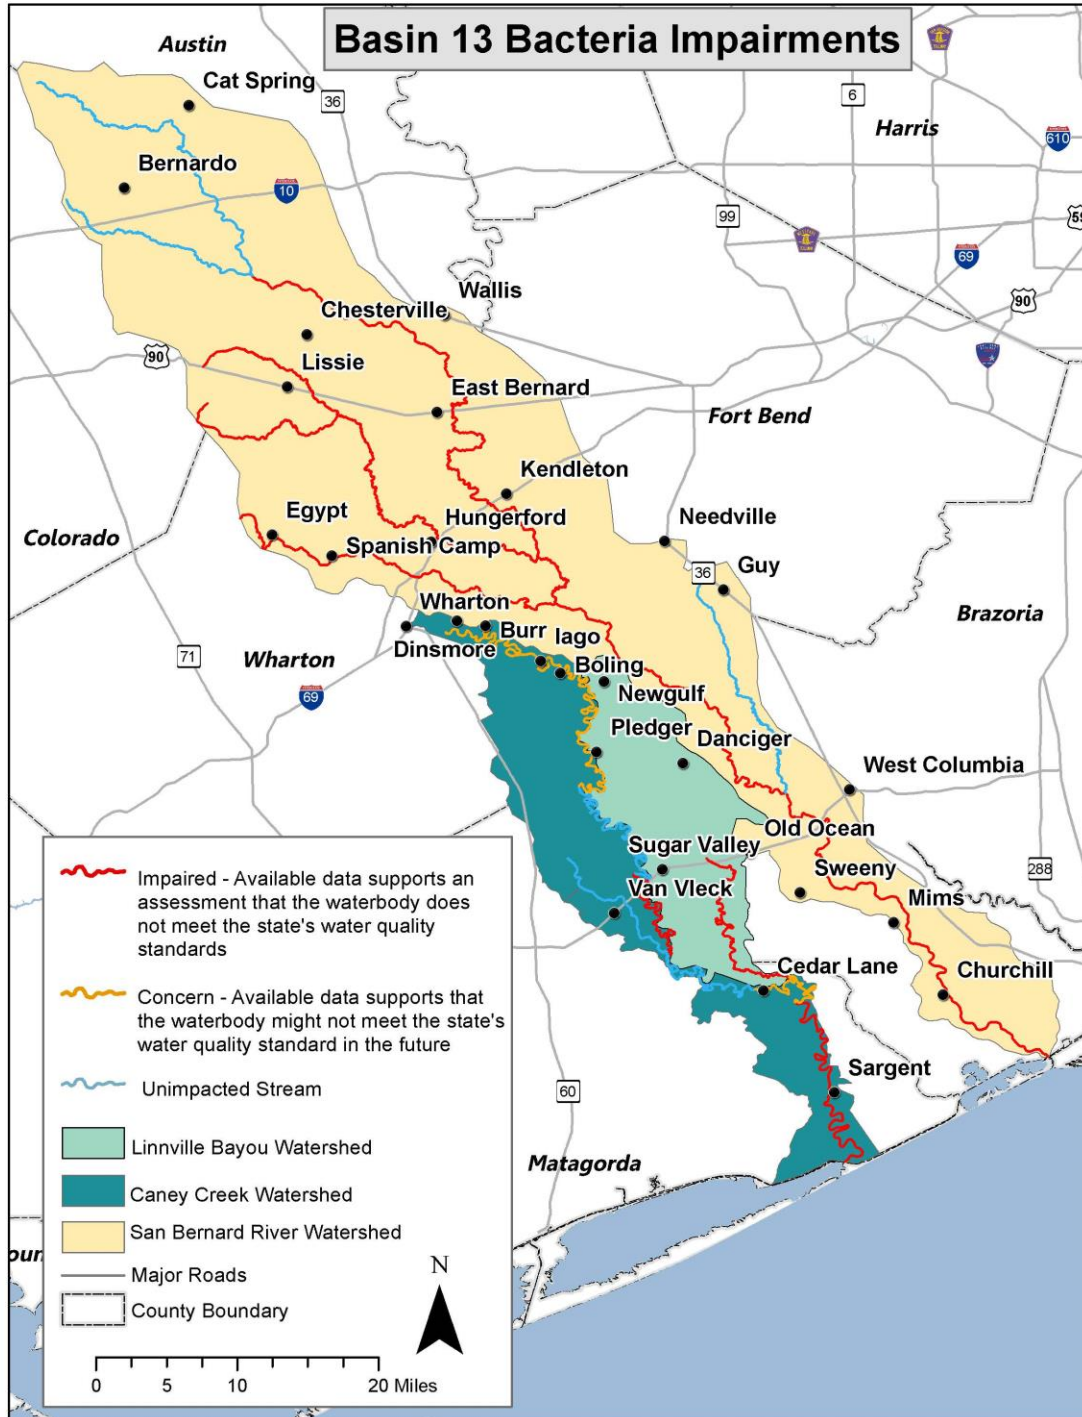 Basin 13 Bacteria Impairments
Austin
Cat Spring
36
6
Harris
610
Bernardo
10
99
59
69
90
Wallis
Chesterville
90
Lissie
East Bernard
Fort Bend
Kendleton
Egypt
Hungerford
Needville
Colorado
Spanish Camp
36
Guy
Wharton
Burr
Iago
Brazoria
Dinsmore
71
Wharton
Boling
69
Newgulf
Pledger
Danciger
West Columbia
Old Ocean
Sugar Valley
Sweeny
288
Van Vleck
Mims
Cedar Lane
Churchill
Sargent
60
Matagorda
Impaired - Available data supports an
assessment that the waterbody does
not meet the state's water quality
standards
Concern - Available data supports that
the waterbody might not meet the state's
water quality standard in the future
Unimpacted Stream
Linnville Bayou Watershed
Caney Creek Watershed
San Bernard River Watershed
Major Roads
County Boundary
N
0 5 10 20 Miles